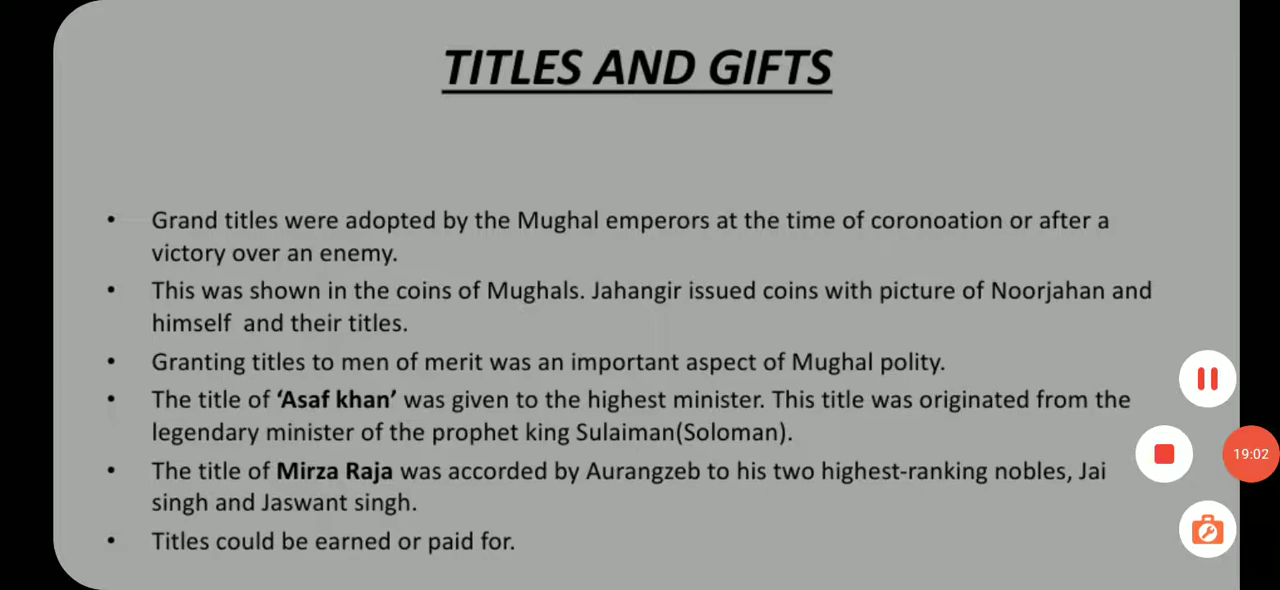 TITLES AND GIFTS
• Grand titles were adopted by the Mughal emperors at the time of coronoation or after a
victory over an enemy.
• This was shown in the coins of Mughals. Jahangir issued coins with picture of Noorjahan and
himself and their titles.
• Granting titles to men of merit was an important aspect of Mughal polity.
• The title of ‘Asaf khan’ was given to the highest minister. This title was originated from the
legendary minister of the prophet king Sulaiman(Soloman).
• The title of Mirza Raja was accorded by Aurangzeb to his two highest-ranking nobles, Jai
singh and Jaswant singh.
• Titles could be earned or paid for.
19:02